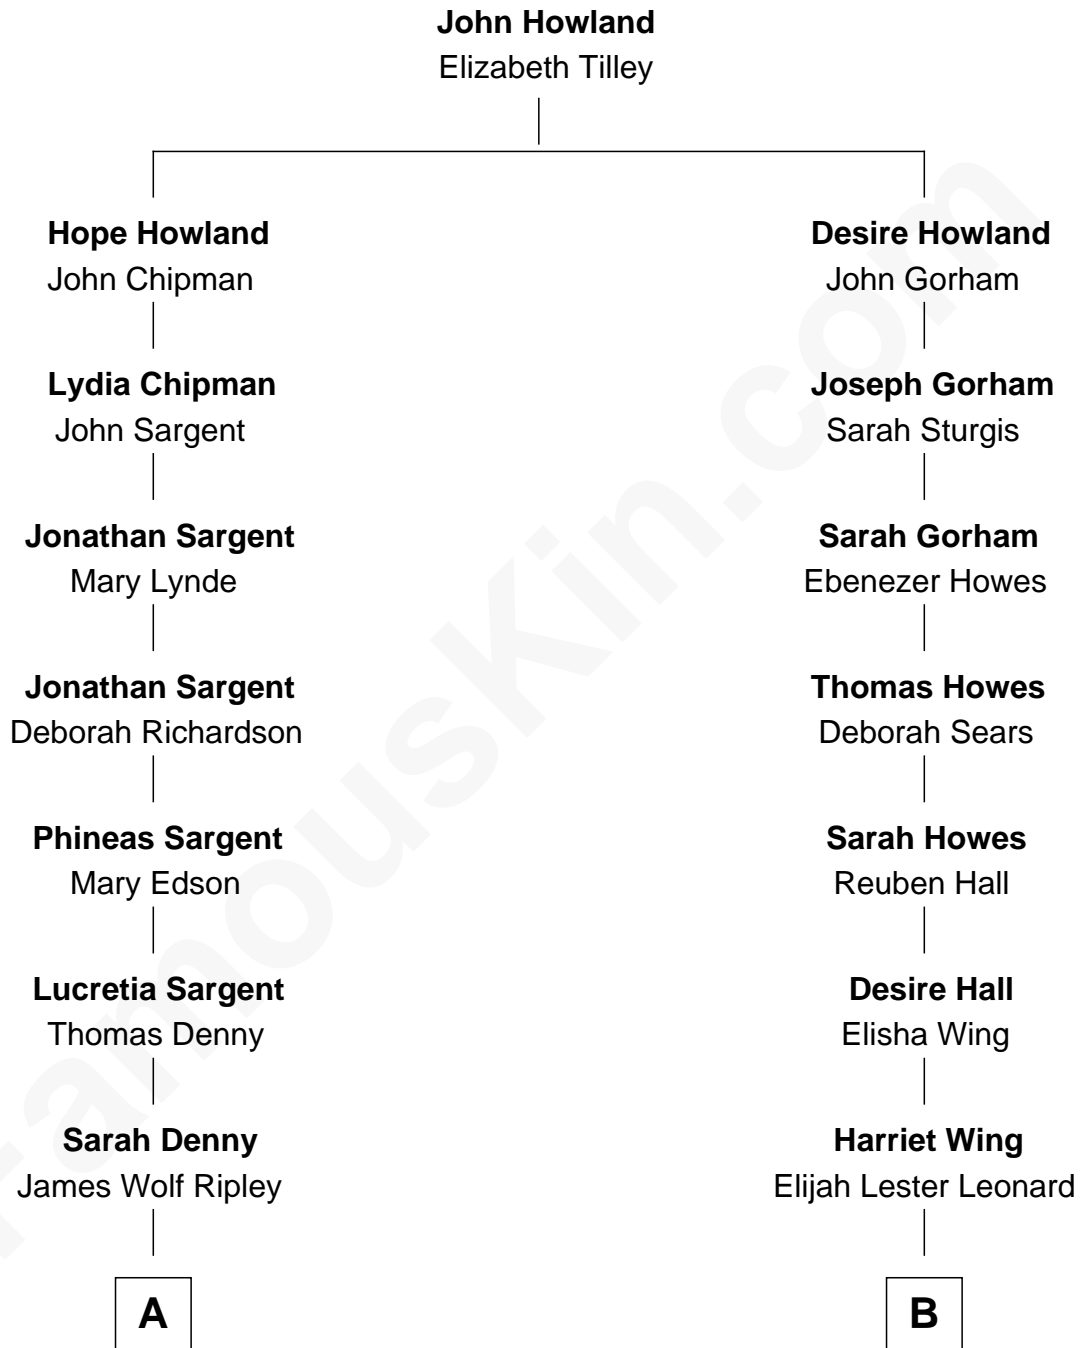 John Howland
Elizabeth Tilley
Hope Howland
John Chipman
Desire Howland
John Gorham
Lydia Chipman
John Sargent
Joseph Gorham
Sarah Sturgis
Jonathan Sargent
Mary Lynde
Sarah Gorham
Ebenezer Howes
Jonathan Sargent
Deborah Richardson
Thomas Howes
Deborah Sears
Phineas Sargent
Mary Edson
Sarah Howes
Reuben Hall
Lucretia Sargent
Thomas Denny
Desire Hall
Elisha Wing
Sarah Denny
James Wolf Ripley
Harriet Wing
Elijah Lester Leonard
A
B
FamousKin.com